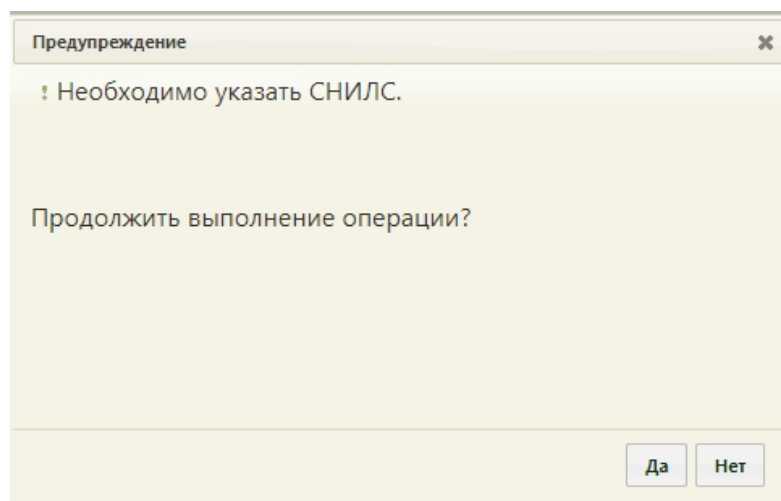 Предупреждение
! Необходимо указать СНИЛС.
Продолжить выполнение операции?
Да Нет